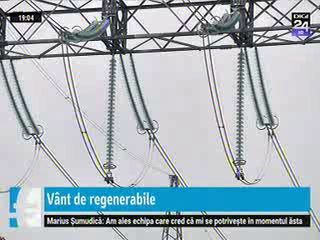 19:04
DIGI 24
HD
Vânt de regenerabile
Marius Șumudică: Am ales echipa care cred că mi se potrivește în momentul ăsta